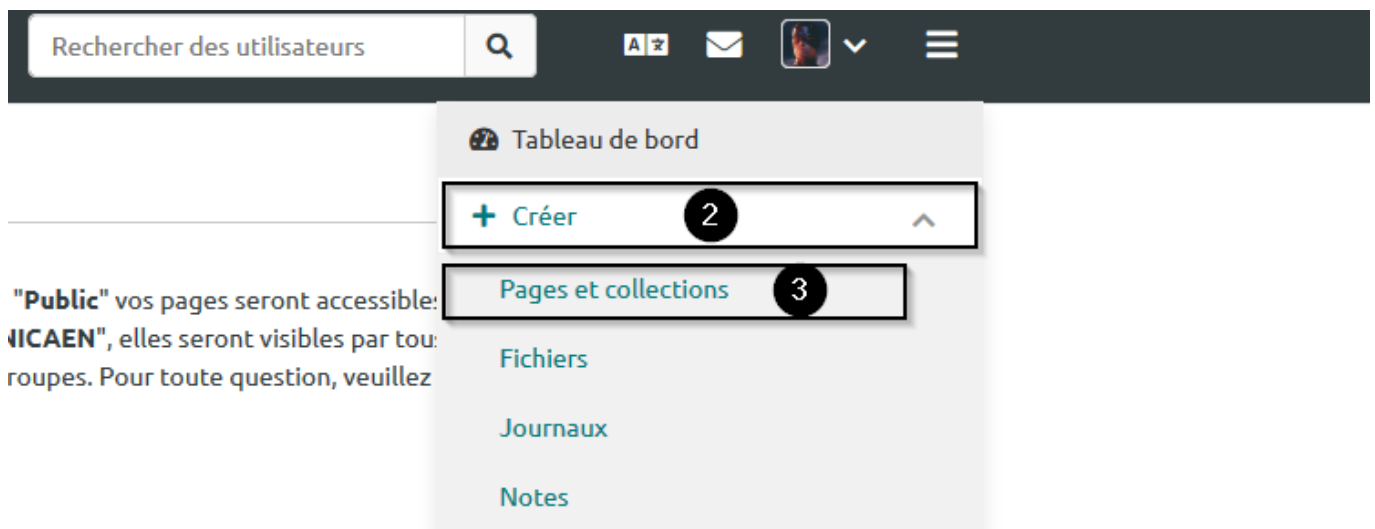 Rechercher des utilisateurs
Tableau de bord
+ Créer 2
Pages et collections 3
"Public" vos pages seront accessibles
NICAEN", elles seront visibles par tous
roupes. Pour toute question, veuillez
Fichiers
Journaux
Notes